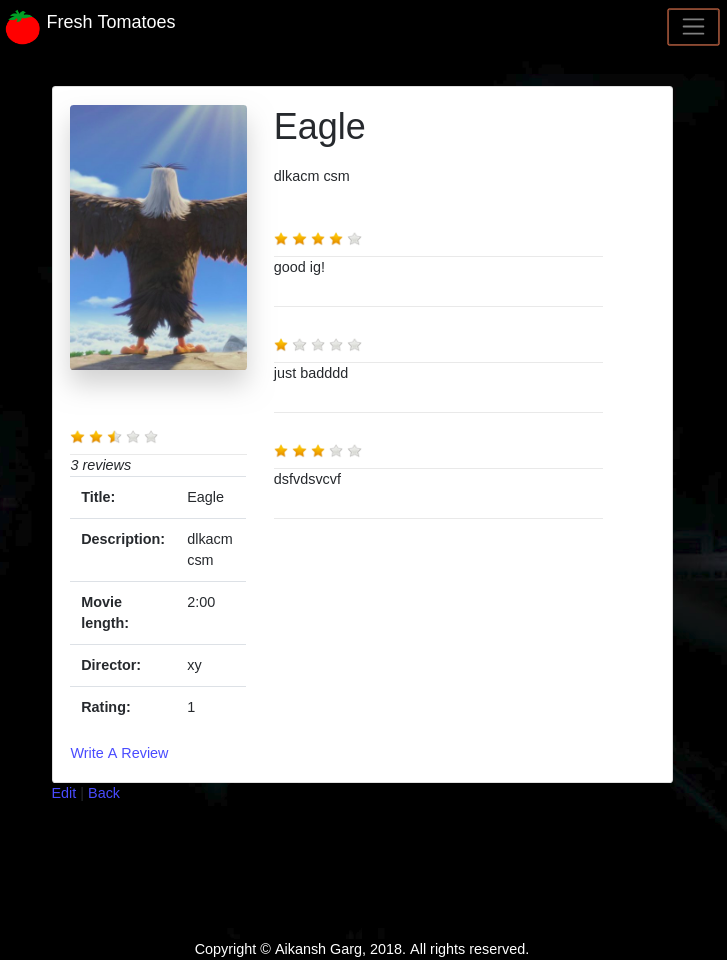 Fresh Tomatoes
Eagle
dlkacm csm
good ig!
just badddd
dsfvdsvcvf
3 reviews
Title: Eagle
Description: dlkacm
csm
Movie 2:00
length:
Director: xy
Rating: 1
Write A Review
Edit | Back
Copyright © Aikansh Garg, 2018. All rights reserved.